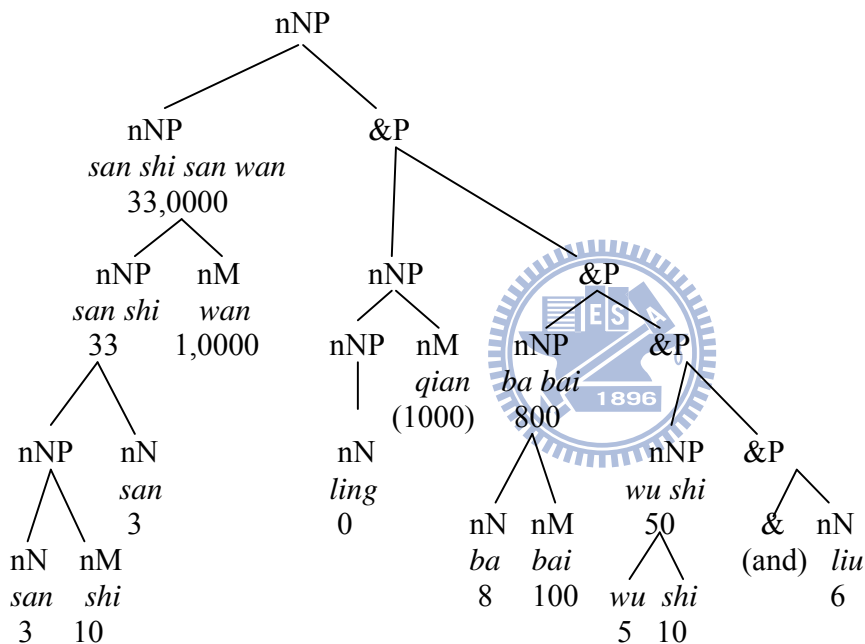 nNP
nNP &P
san shi san wan
33,0000
nNP nM nNP &P
san shi wan
33 1,0000 nNP nM nNP &P
qian ba bai
(1000) 800
nNP nN nN nNP &P
san ling wu shi
3 0 nN nM 50 & nN
nN nM ba bai (and) liu
san shi 8 100 wu shi 6
3 10 5 10
ES
A
1896